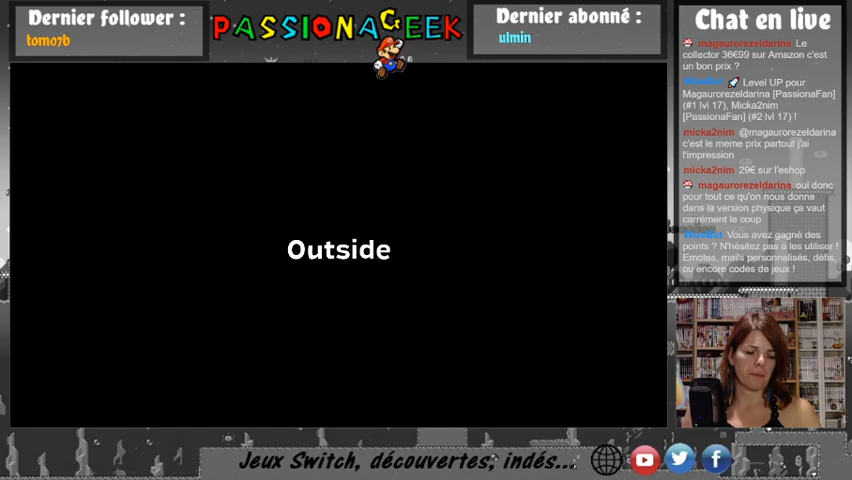 Dernier follower :
tomo7b
PASSIONAGEEK
Dernier abonné :
ulmin
Chat en live
magaurorezeldarina Le
collector 36€99 sur Amazon c'est
un bon prix ?
WizeBot Level UP pour
Magaurorezeldarina [PassionaFan]
(#1 lvl 17), Micka2nim
[PassionaFan] (#2 lvl 17) !
micka2nim @magaurorezeldarina
c'est le meme prix partout j'ai
l'impression
micka2nim 29€ sur l'eshop
magaurorezeldarina oui donc
pour tout ce qu'on nous donne
dans la version physique ça vaut
carrément le coup
WizeBot Vous avez gagné des
points ? N'hésitez pas à les utiliser !
Emotes, mails personnalisés, défis,
ou encore codes de jeux !
Outside
Jeux Switch, découvertes, indés...